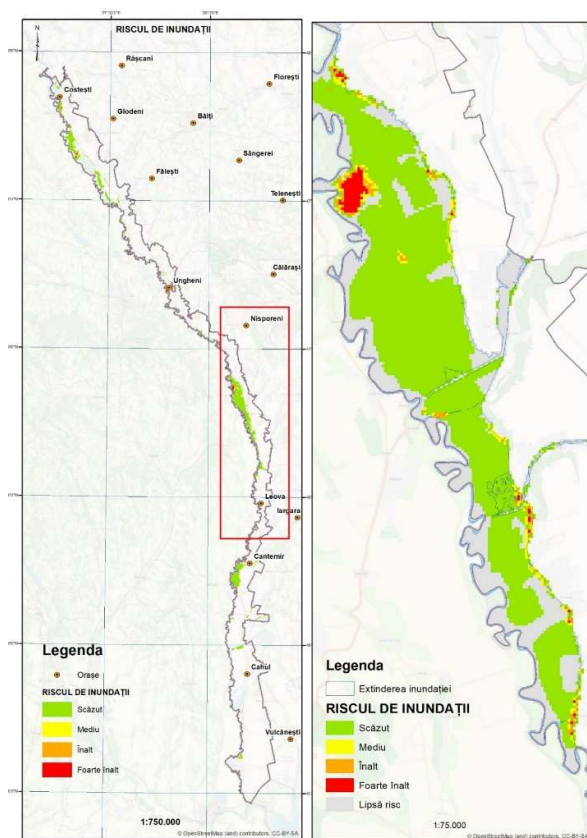 RISCUL DE INUNDAȚII
N
Râșcani
Florești
Costești
Glodeni
Bălți
Sângerei
Fălești
Telenești
Călărași
Ungheni
Nisporeni
Leova
Iargara
Cantemir
Cahul
Vulcănești
Legenda
Orașe
RISCUL DE INUNDAȚII
Scăzut
Mediu
Înalt
Foarte înalt
1:750.000
© OpenStreetMap (and) contributors, CC-BY-SA
Legenda
Extinderea inundației
RISCUL DE INUNDAȚII
Scăzut
Mediu
Înalt
Foarte înalt
Lipsă risc
1:75.000
© OpenStreetMap (and) contributors, CC-BY-SA